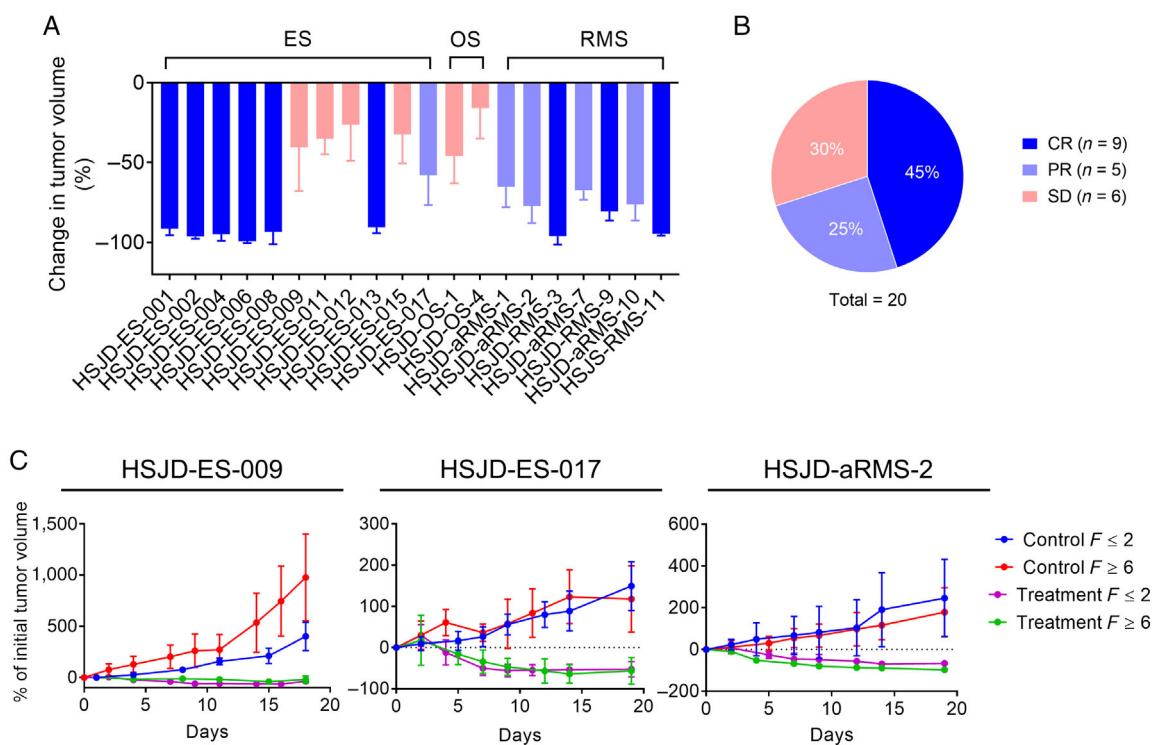 A
ES
OS
RMS
Change in tumor volume
(%)
0
–50
–100
HSJD-ES-001
HSJD-ES-002
HSJD-ES-004
HSJD-ES-006
HSJD-ES-008
HSJD-ES-009
HSJD-ES-011
HSJD-ES-012
HSJD-ES-013
HSJD-ES-015
HSJD-ES-017
HSJD-OS-1
HSJD-OS-4
HSJD-aRMS-1
HSJD-aRMS-2
HSJD-RMS-3
HSJD-aRMS-7
HSJD-RMS-9
HSJD-aRMS-10
HSJS-RMS-11
B
30%
45%
25%
Total = 20
CR (n = 9)
PR (n = 5)
SD (n = 6)
C
HSJD-ES-009
% of initial tumor volume
1,500
1,000
500
0
0 5 10 15 20
Days
HSJD-ES-017
300
200
100
0
–100
0 5 10 15 20
Days
HSJD-aRMS-2
600
400
200
0
–200
0 5 10 15 20
Days
Control F ≤ 2
Control F ≥ 6
Treatment F ≤ 2
Treatment F ≥ 6